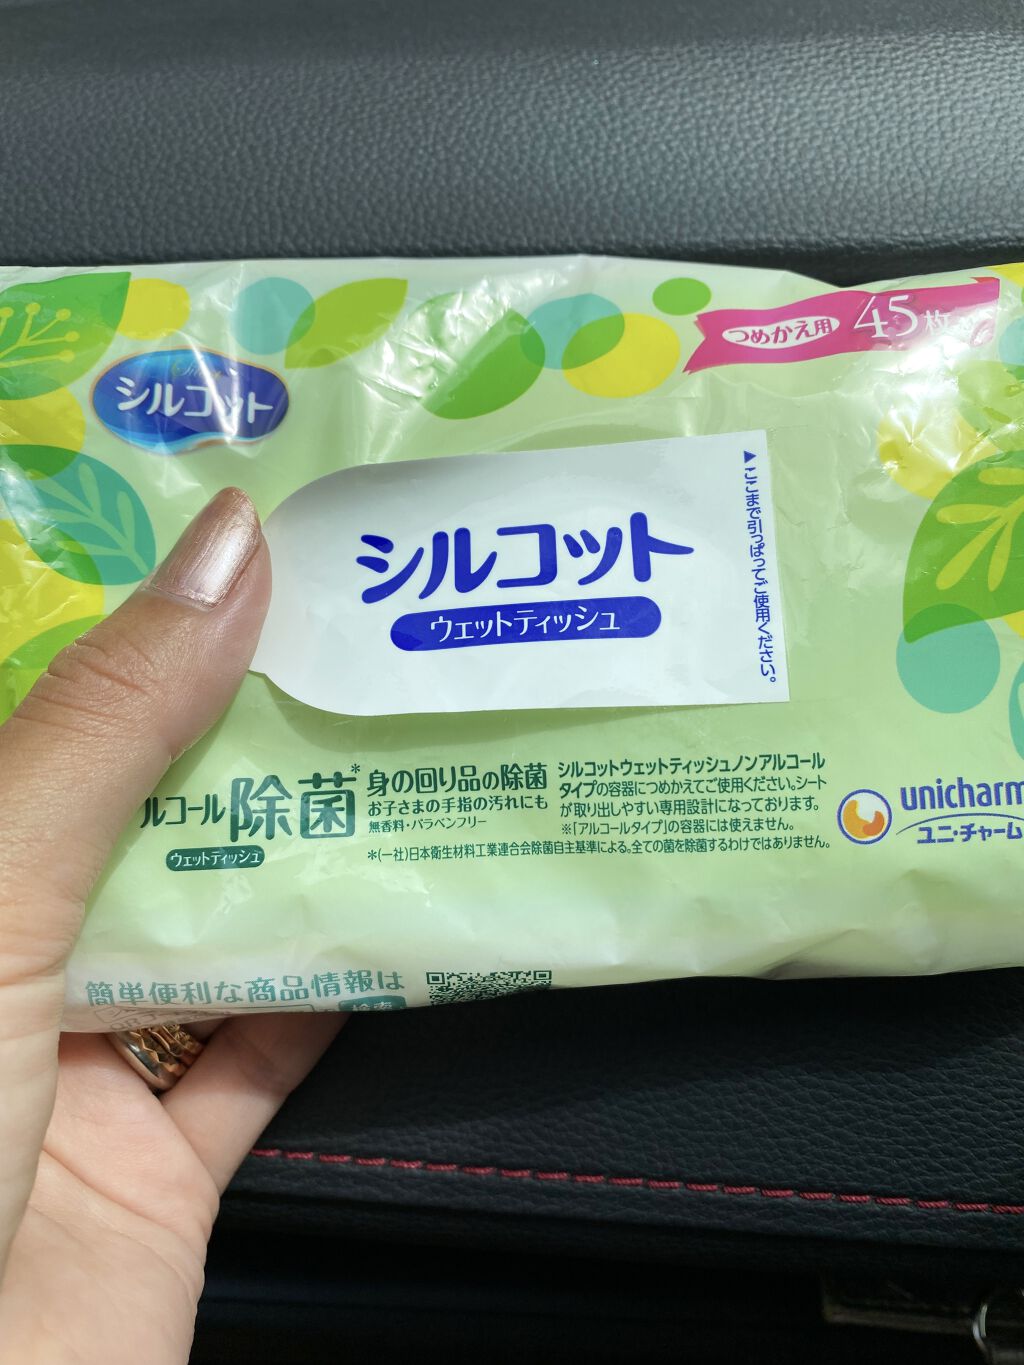 つめかえ用 45枚
シルコット
▲ここまで引っぱってご使用ください。
シルコット
ウェットティッシュ
ルコール除菌*
ウェットティッシュ
身の回り品の除菌
お子さまの手指の汚れにも
無香料・パラベンフリー
シルコットウェットティッシュノンアルコール
タイプの容器につめかえてご使用ください。シート
が取り出しやすい専用設計になっております。
※「アルコールタイプ」の容器には使えません。
*(一社)日本衛生材料工業連合会除菌自主基準による。全ての菌を除菌するわけではありません。
unicharm
ユニ・チャーム
簡単便利な商品情報は
検索